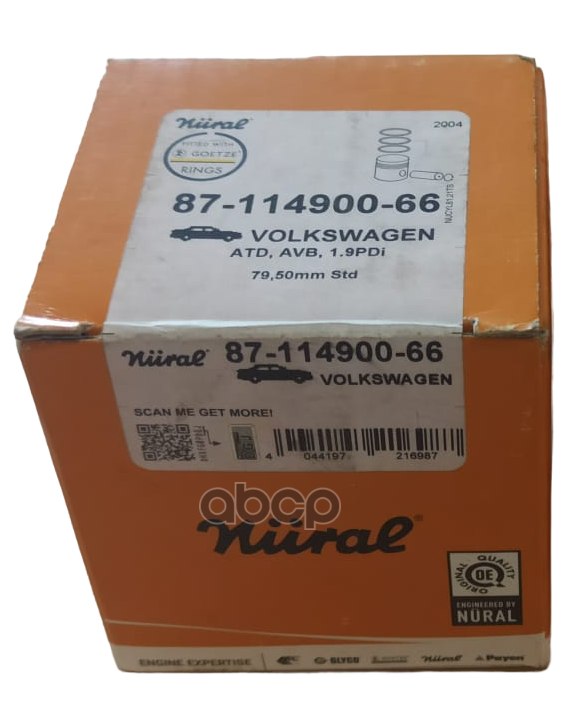 Nüral
2004
FITTED WITH
GOETZE
RINGS
87-114900-66
VOLKSWAGEN
ATD, AVB, 1.9PDi
79,50mm Std
Nüral 87-114900-66
VOLKSWAGEN
SCAN ME GET MORE!
4 044197 216987
abcp
Nüral
ORIGINAL QUALITY
OE
ENGINEERED BY
NÜRAL
ENGINE EXPERTISE GLYCO GOETZE Nüral Payen